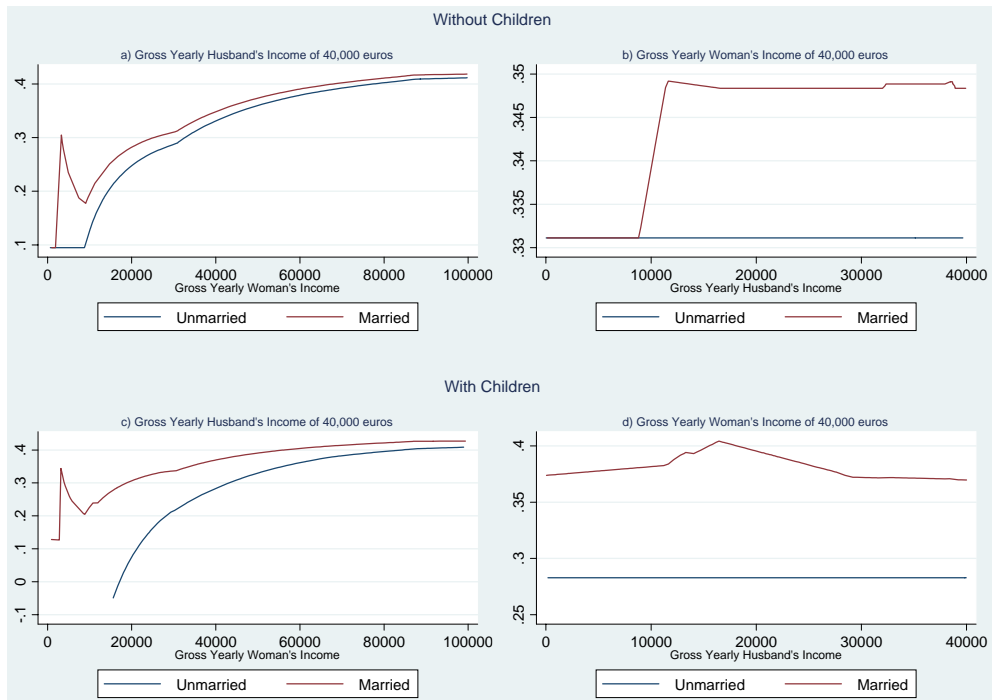 Without Children
a) Gross Yearly Husband's Income of 40,000 euros
.4
.3
.2
.1
0 20000 40000 60000 80000 100000
Gross Yearly Woman's Income
Unmarried Married
b) Gross Yearly Woman's Income of 40,000 euros
.35
.345
.34
.335
.33
0 10000 20000 30000 40000
Gross Yearly Husband's Income
Unmarried Married
With Children
c) Gross Yearly Husband's Income of 40,000 euros
.4
.3
.2
.1
0
-.1
0 20000 40000 60000 80000 100000
Gross Yearly Woman's Income
Unmarried Married
d) Gross Yearly Woman's Income of 40,000 euros
.4
.35
.3
.25
0 10000 20000 30000 40000
Gross Yearly Husband's Income
Unmarried Married